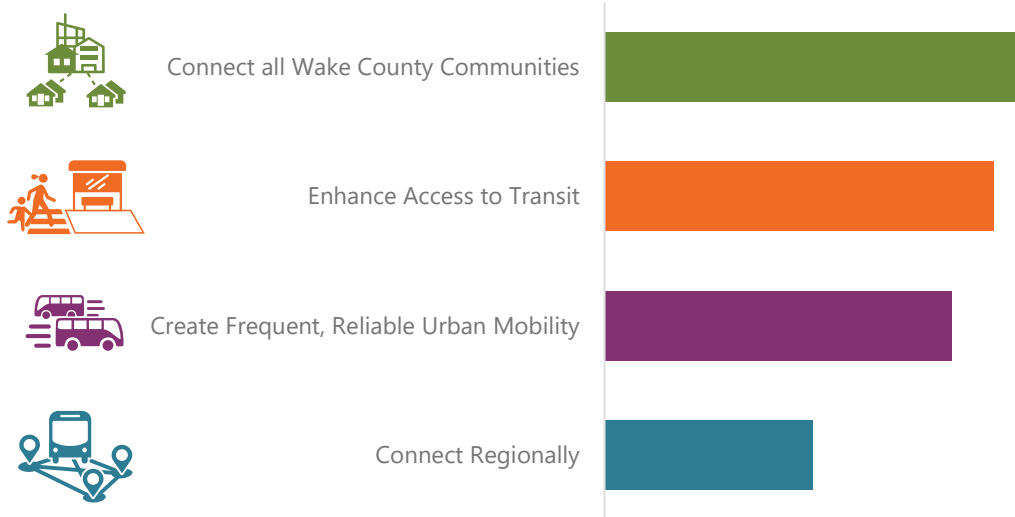 Connect all Wake County Communities
Enhance Access to Transit
Create Frequent, Reliable Urban Mobility
Connect Regionally